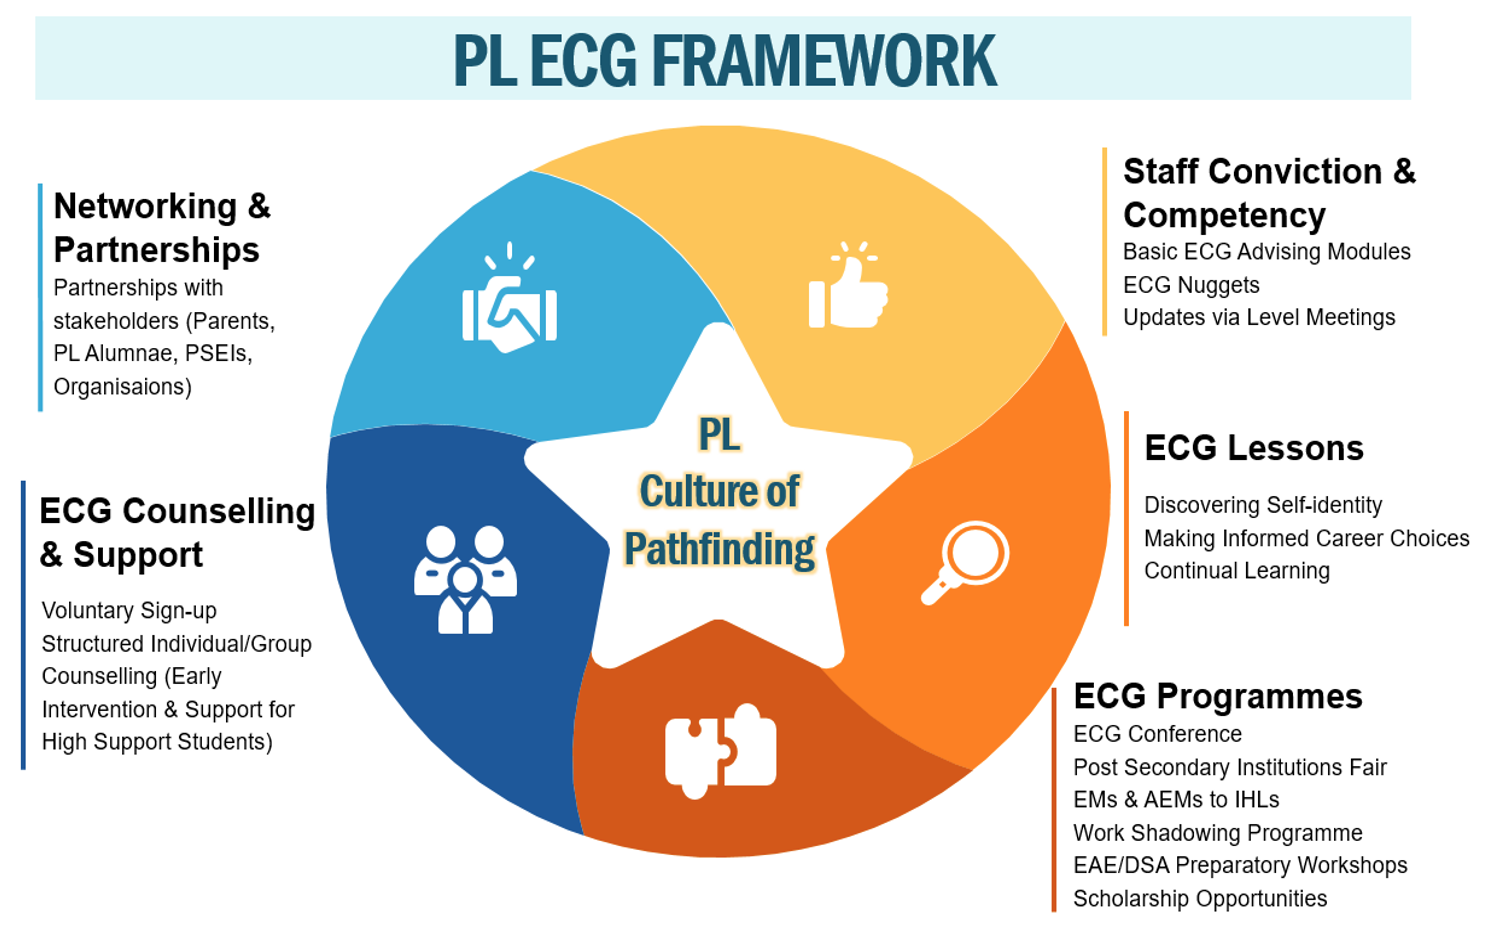 PL ECG FRAMEWORK
Networking &
Partnerships
Partnerships with
stakeholders (Parents,
PL Alumnae, PSEIs,
Organisaions)
ECG Counselling
& Support
Voluntary Sign-up
Structured Individual/Group
Counselling (Early
Intervention & Support for
High Support Students)
PL
Culture of
Pathfinding
Staff Conviction &
Competency
Basic ECG Advising Modules
ECG Nuggets
Updates via Level Meetings
ECG Lessons
Discovering Self-identity
Making Informed Career Choices
Continual Learning
ECG Programmes
ECG Conference
Post Secondary Institutions Fair
EMs & AEMs to IHLs
Work Shadowing Programme
EAE/DSA Preparatory Workshops
Scholarship Opportunities